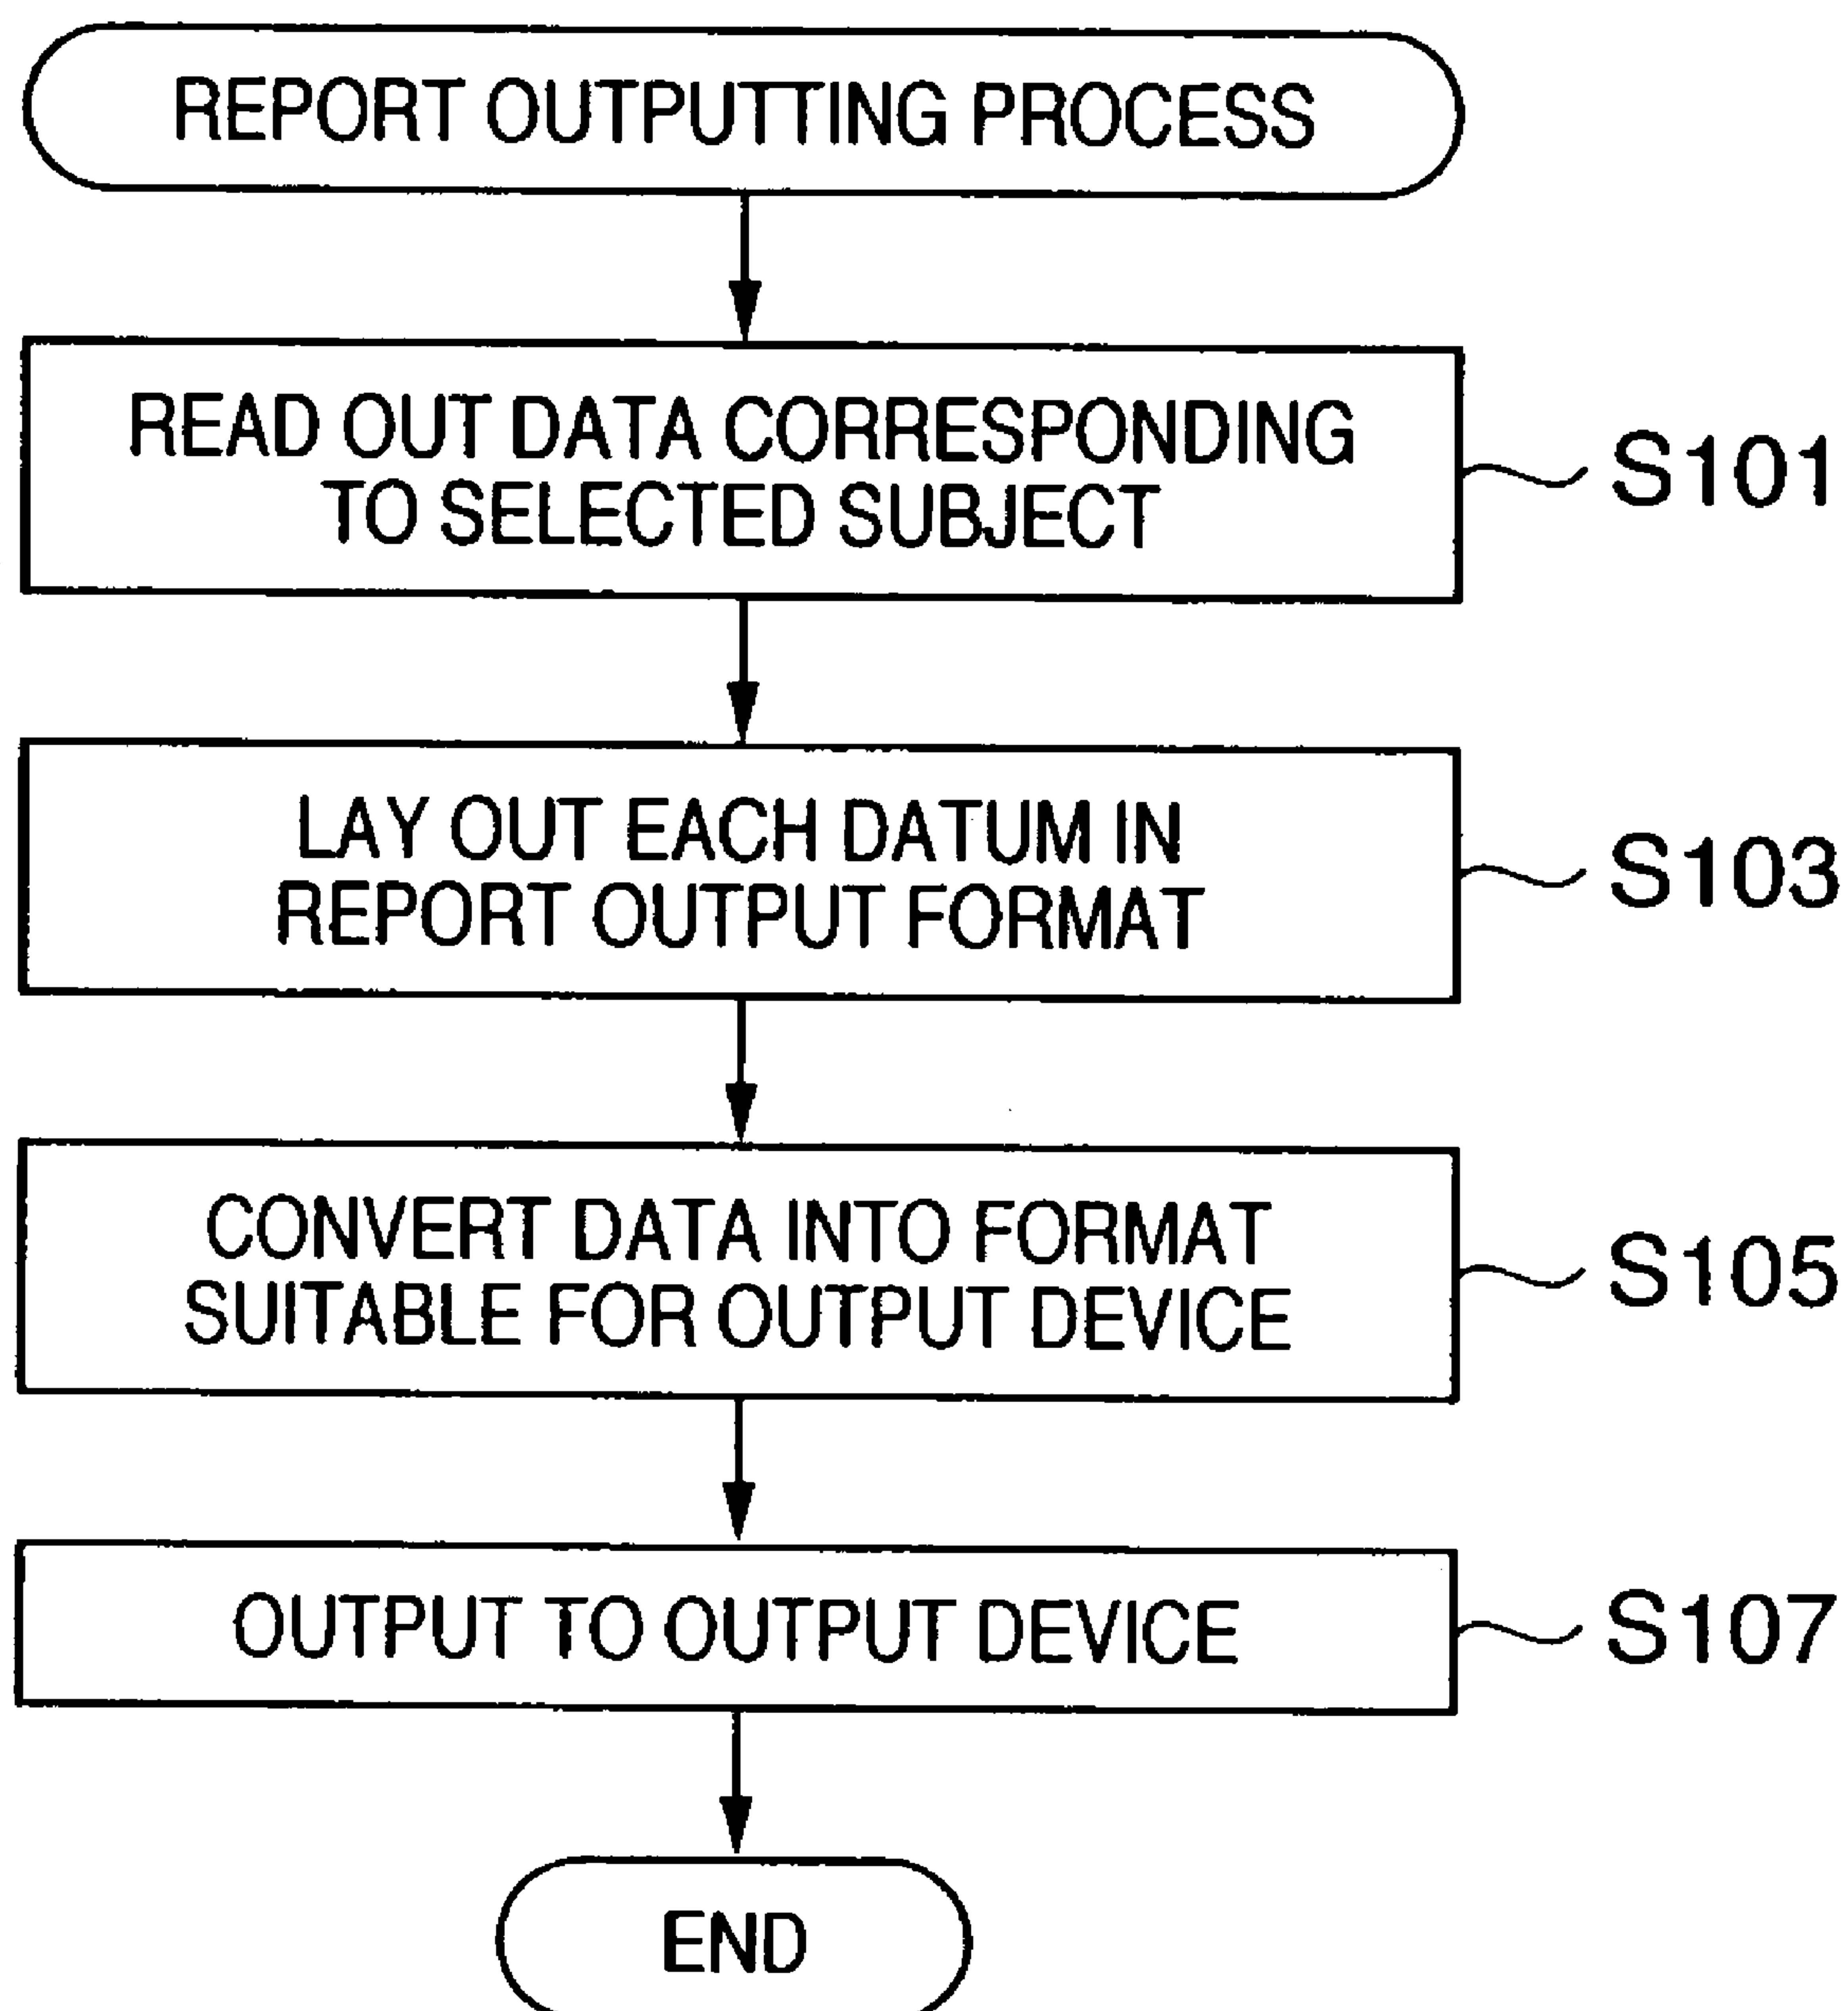 REPORT OUTPUTTING PROCESS
READ OUT DATA CORRESPONDING
TO SELECTED SUBJECT
S101
LAY OUT EACH DATUM IN
REPORT OUTPUT FORMAT
S103
CONVERT DATA INTO FORMAT
SUITABLE FOR OUTPUT DEVICE
S105
OUTPUT TO OUTPUT DEVICE
S107
END